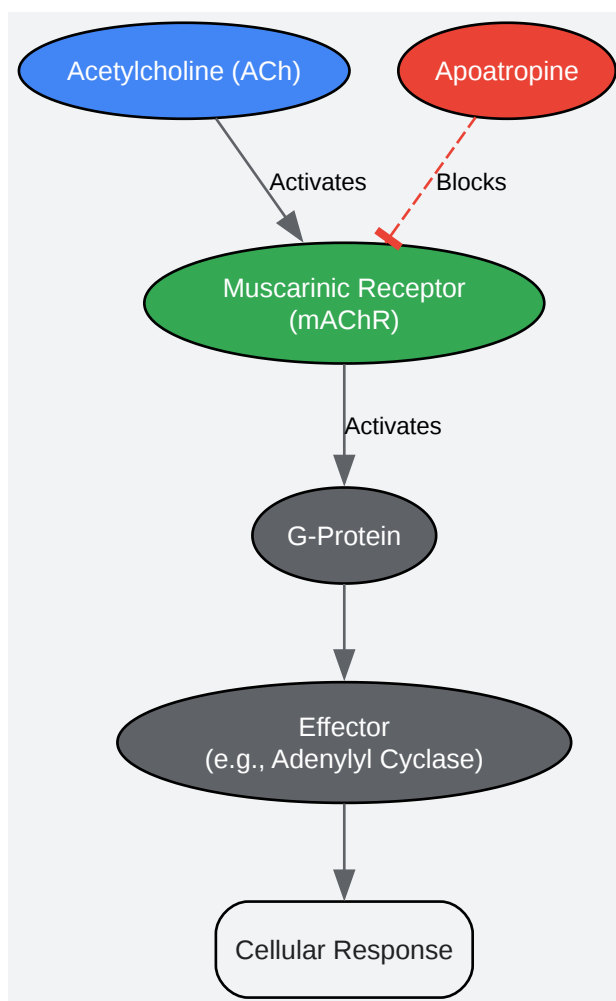 Acetylcholine (ACh)
Apoatropine
Activates
Blocks
Muscarinic Receptor
(mAChR)
Activates
G-Protein
Effector
(e.g., Adenylyl Cyclase)
Cellular Response